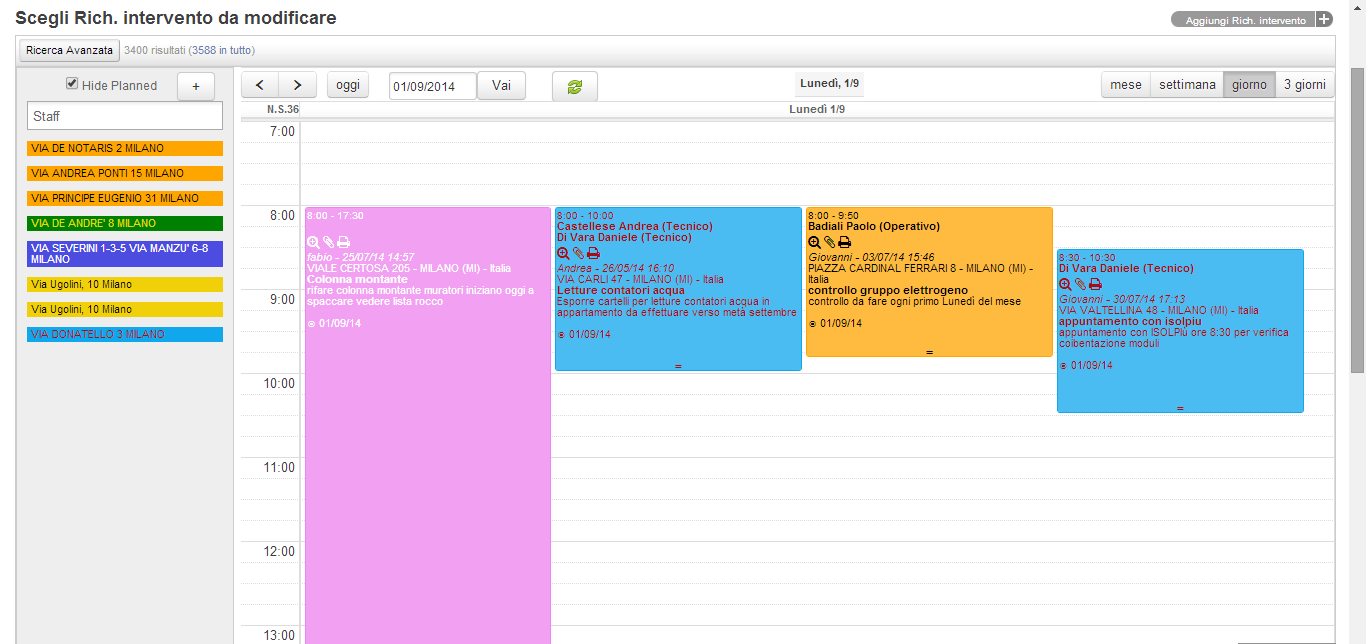 Scegli Rich. intervento da modificare
Aggiungi Rich. intervento +
Ricerca Avanzata 3400 risultati (3588 in tutto)
Hide Planned +
Staff
VIA DE NOTARIS 2 MILANO
VIA ANDREA PONTI 15 MILANO
VIA PRINCIPE EUGENIO 31 MILANO
VIA DE ANDRE' 8 MILANO
VIA SEVERINI 1-3-5 VIA MANZU' 6-8
MILANO
Via Ugolini, 10 Milano
Via Ugolini, 10 Milano
VIA DONATELLO 3 MILANO
< > oggi 01/09/2014 Vai
Lunedì, 1/9
mese settimana giorno 3 giorni
N.S.36 Lunedì 1/9
7:00
8:00
9:00
10:00
11:00
12:00
13:00
8:00 - 17:30
fabio - 25/07/14 14:57
VIALE CERTOSA 205 - MILANO (MI) - Italia
Colonna montante
rifare colonna montante muratori iniziano oggi a
spaccare vedere lista rocco
01/09/14
8:00 - 10:00
Castellese Andrea (Tecnico)
Di Vara Daniele (Tecnico)
Andrea - 26/05/14 16:10
VIA CARLI 47 - MILANO (MI) - Italia
Letture contatori acqua
Esporre cartelli per letture contatori acqua in
appartamento da effettuare verso metà settembre
01/09/14
=
8:00 - 9:50
Badiali Paolo (Operativo)
Giovanni - 03/07/14 15:46
PIAZZA CARDINAL FERRARI 8 - MILANO (MI) -
Italia
controllo gruppo elettrogeno
controllo da fare ogni primo Lunedì del mese
01/09/14
=
8:30 - 10:30
Di Vara Daniele (Tecnico)
Giovanni - 30/07/14 17:13
VIA VALTELLINA 48 - MILANO (MI) - Italia
appuntamento con isolpiu
appuntamento con ISOLPiù ore 8:30 per verifica
coibentazione moduli
01/09/14
=